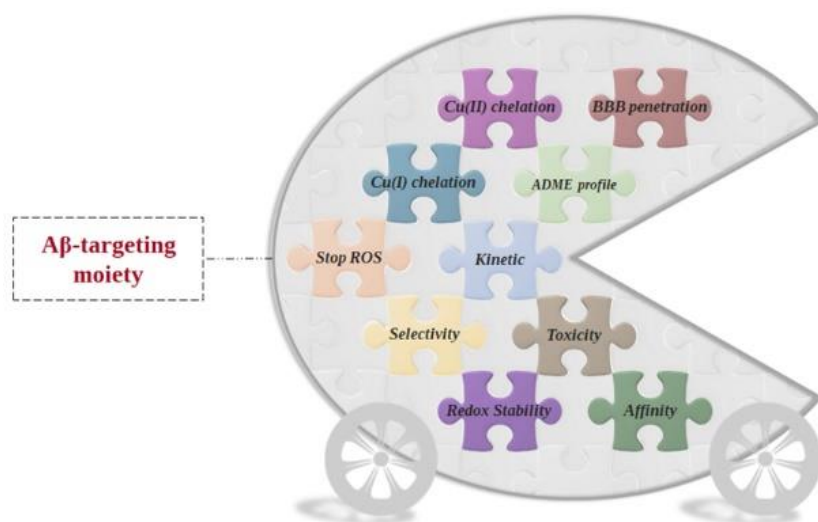 Cu(II) chelation
BBB penetration
Cu(I) chelation
ADME profile
Aβ-targeting
moiety
Stop ROS
Kinetic
Selectivity
Toxicity
Redox Stability
Affinity